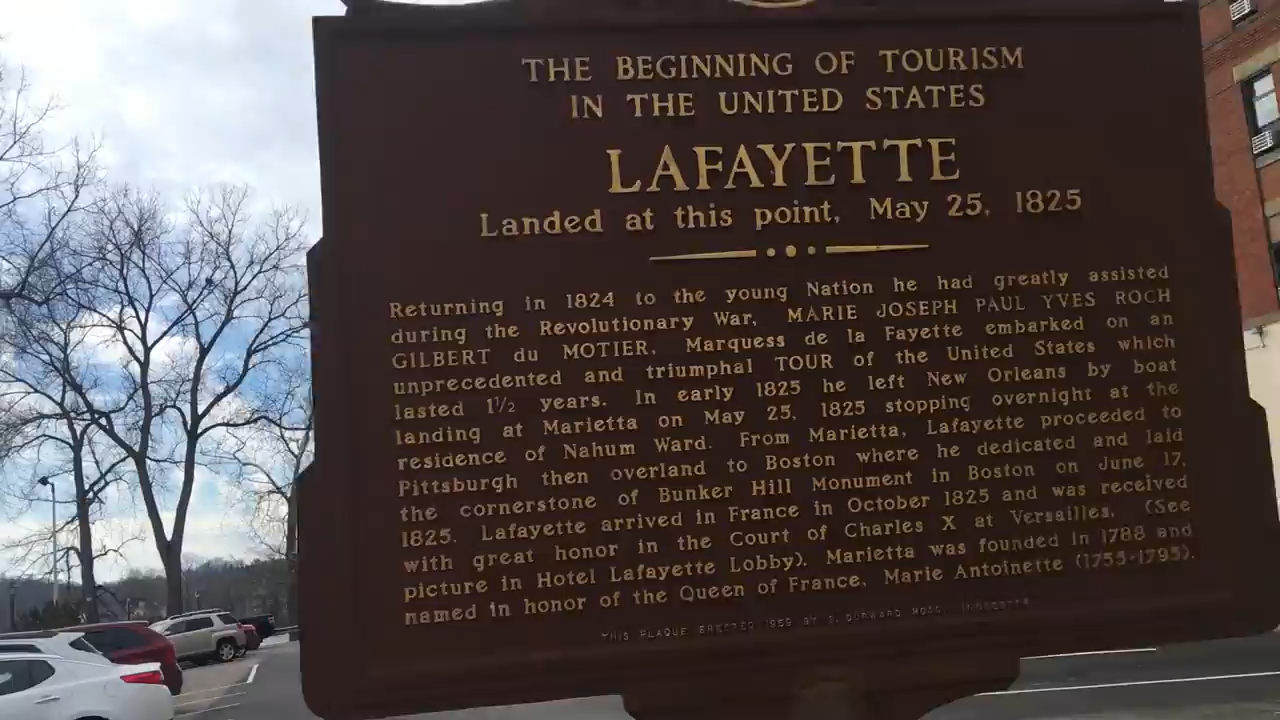 THE BEGINNING OF TOURISM
IN THE UNITED STATES
LAFAYETTE
Landed at this point, May 25, 1825
Returning in 1824 to the young Nation he had greatly assisted
during the Revolutionary War, MARIE JOSEPH PAUL YVES ROCH
GILBERT du MOTIER, Marquess de la Fayette embarked on an
unprecedented and triumphal TOUR of the United States which
lasted 1½ years. In early 1825 he left New Orleans by boat
landing at Marietta on May 25, 1825 stopping overnight at the
residence of Nahum Ward. From Marietta, Lafayette proceeded to
Pittsburgh then overland to Boston where he dedicated and laid
the cornerstone of Bunker Hill Monument in Boston on June 17,
1825. Lafayette arrived in France in October 1825 and was received
with great honor in the Court of Charles X at Versailles. (See
picture in Hotel Lafayette Lobby). Marietta was founded in 1788 and
named in honor of the Queen of France, Marie Antoinette (1755-1793).
THIS PLAQUE ERECTED 1969 BY S. DURWARD HOAG